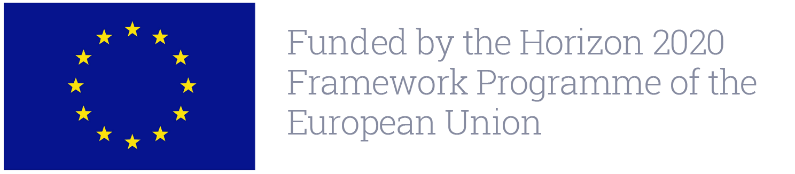 Funded by the Horizon 2020
Framework Programme of the
European Union